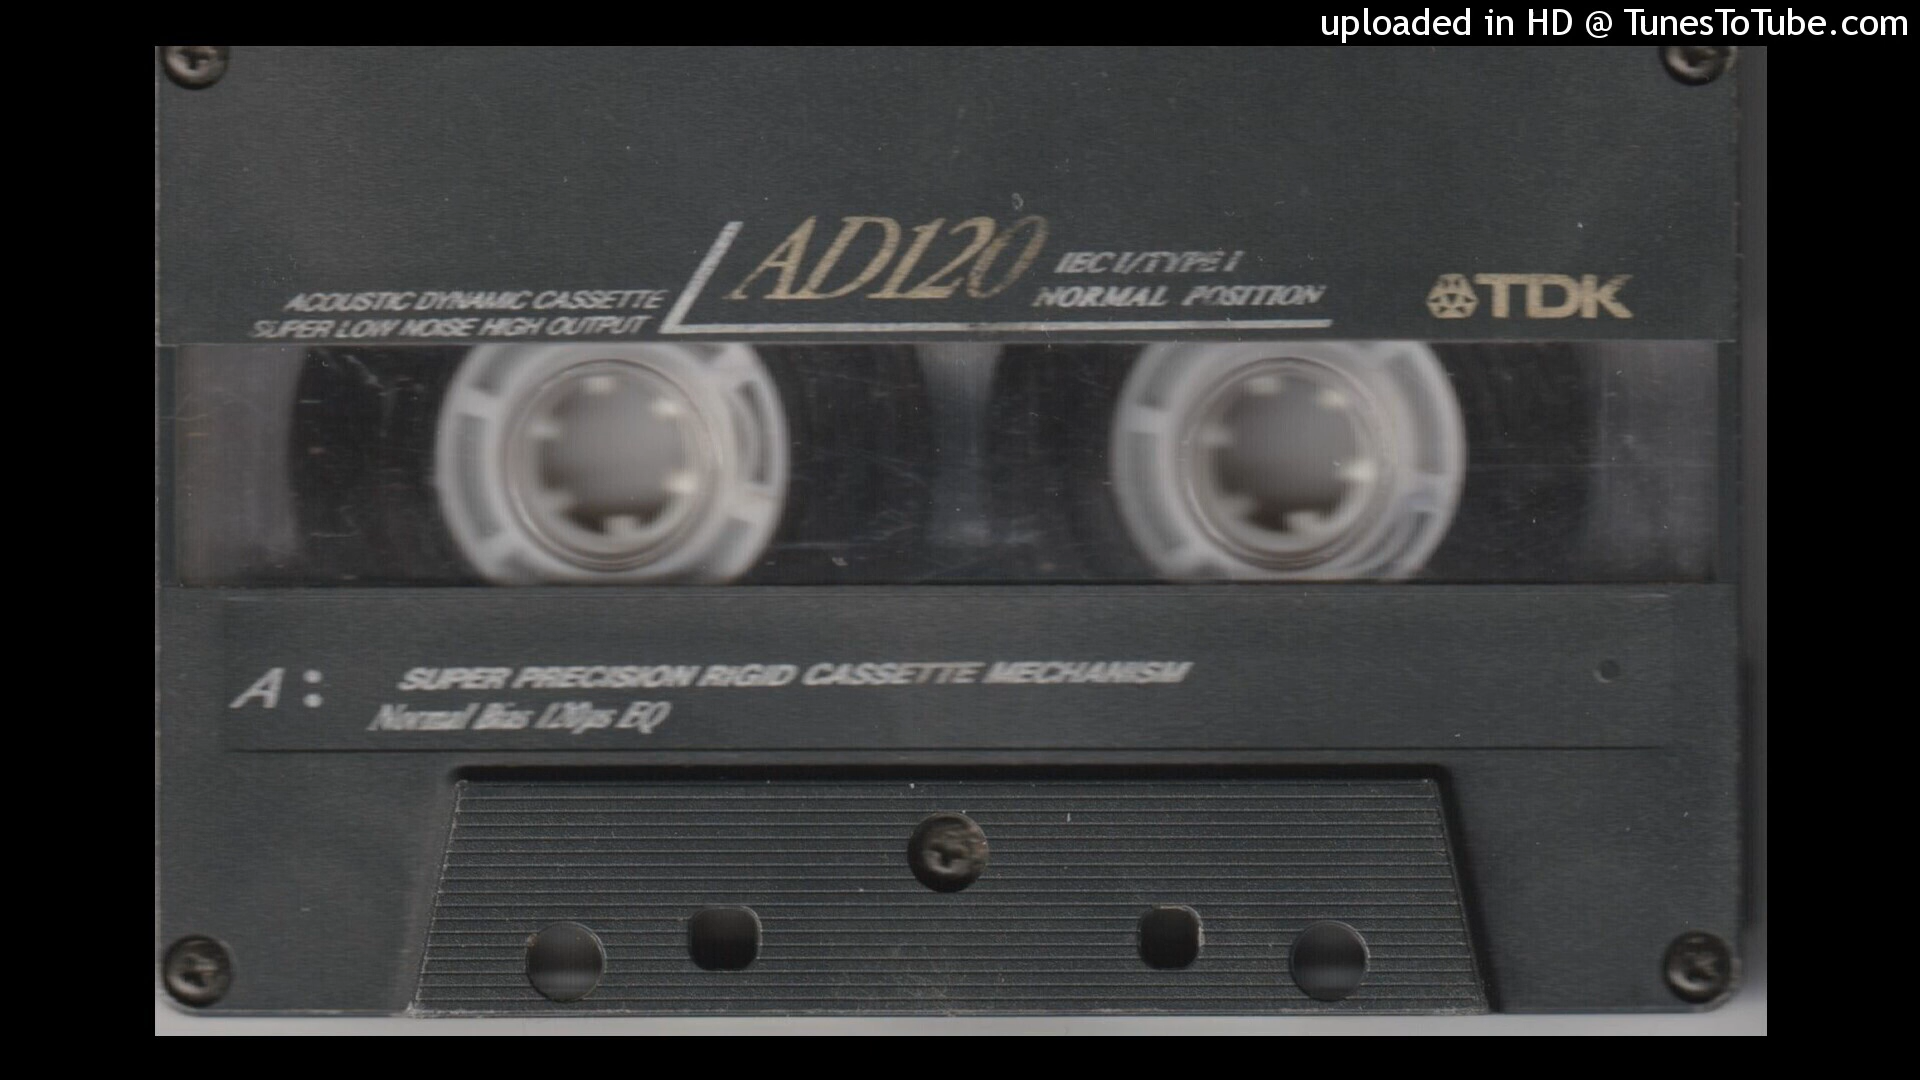 uploaded in HD @ TunesToTube.com
AD120
IEC I/TYPE I
NORMAL POSITION
ACOUSTIC DYNAMIC CASSETTE
SUPER LOW NOISE HIGH OUTPUT
TDK
A:
SUPER PRECISION RIGID CASSETTE MECHANISM
Normal Bias 120µs EQ